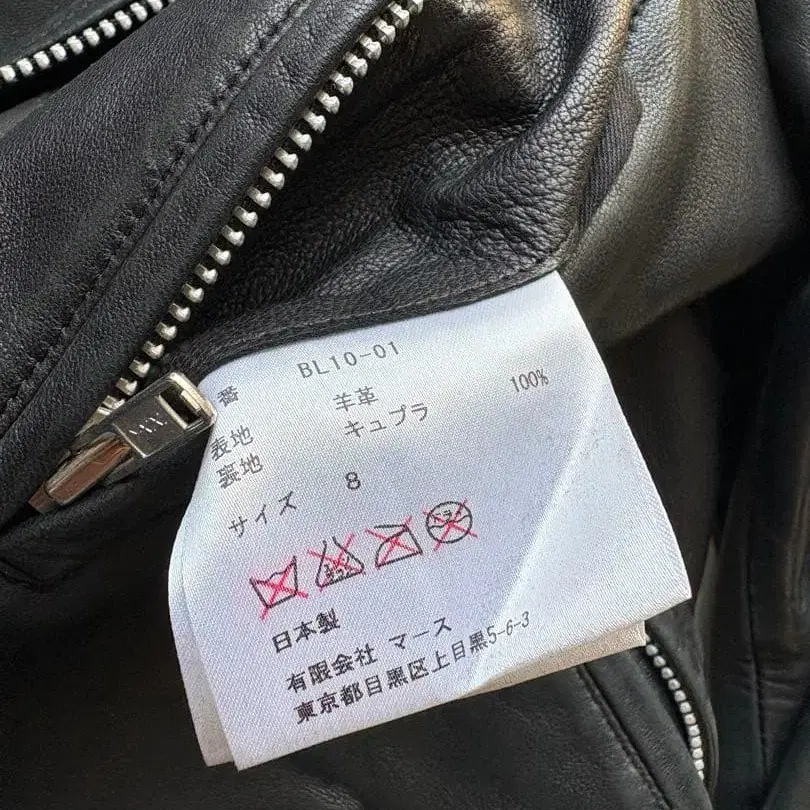 番 BL10-01
表地 羊革 100%
裏地 キュプラ
サイズ 8
日本製
有限会社 マース
東京都目黒区上目黒5-6-3